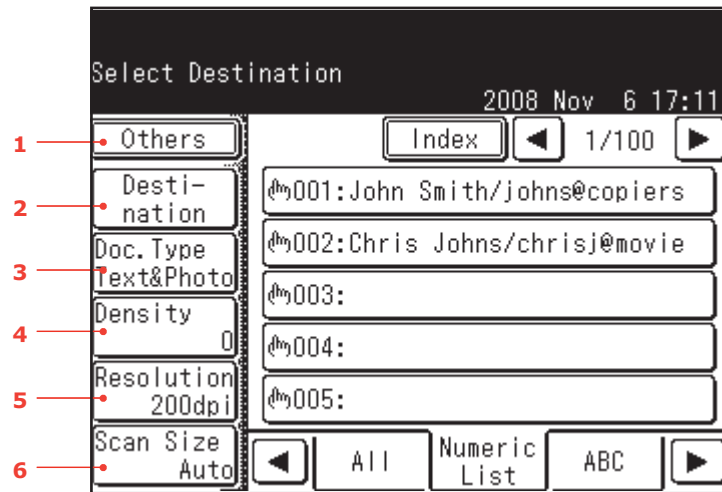 Select Destination
2008 Nov 6 17:11
1
Others
Index
1/100
2
Desti-
nation
001:John Smith/johns@copiers
002:Chris Johns/chrisj@movie
3
Doc.Type
Text&Photo
003:
4
Density
0
004:
5
Resolution
200dpi
005:
6
Scan Size
Auto
All
Numeric
List
ABC